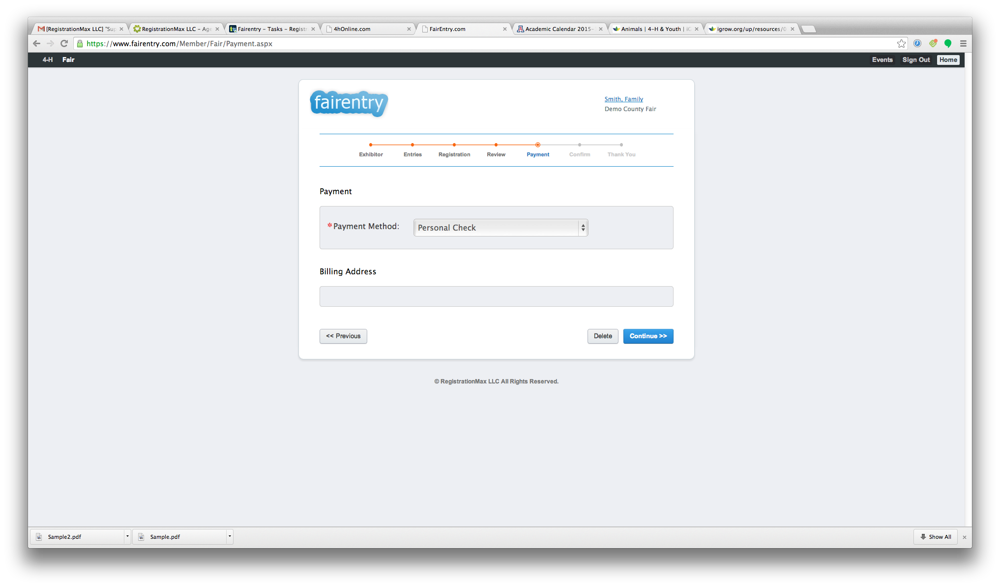 [RegistrationMax LLC] "Sup
RegistrationMax LLC - Age
Fairentry - Tasks - Registr
4hOnline.com
FairEntry.com
Academic Calendar 2015-
Animals | 4-H & Youth | iG
igrow.org/up/resources/0
https://www.fairentry.com/Member/Fair/Payment.aspx
4-H Fair Events Sign Out Home
fairentry
Smith, Family
Demo County Fair
Exhibitor Entries Registration Review Payment Confirm Thank You
Payment
*Payment Method: Personal Check
Billing Address
<< Previous Delete Continue >>
© RegistrationMax LLC All Rights Reserved.
Sample2.pdf Sample.pdf Show All